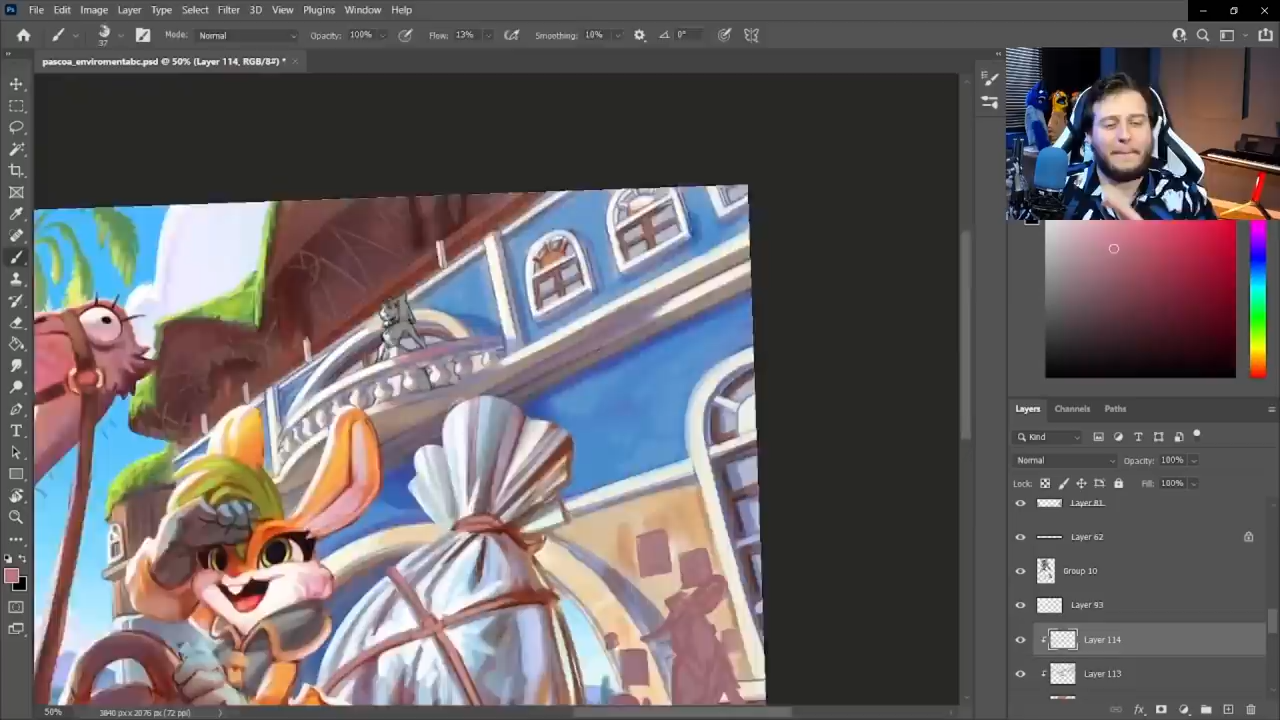 Ps File Edit Image Layer Type Select Filter 3D View Plugins Window Help
37 Mode: Normal Opacity: 100% Flow: 13% Smoothing: 10% 0°
pascoa_enviromentabc.psd @ 50% (Layer 114, RGB/8#) *
Layers Channels Paths
Kind
Normal Opacity: 100%
Lock: Fill: 100%
Layer 81
Layer 62
Group 10
Layer 93
Layer 114
Layer 113
50% 3840 px x 2076 px (72 ppi)